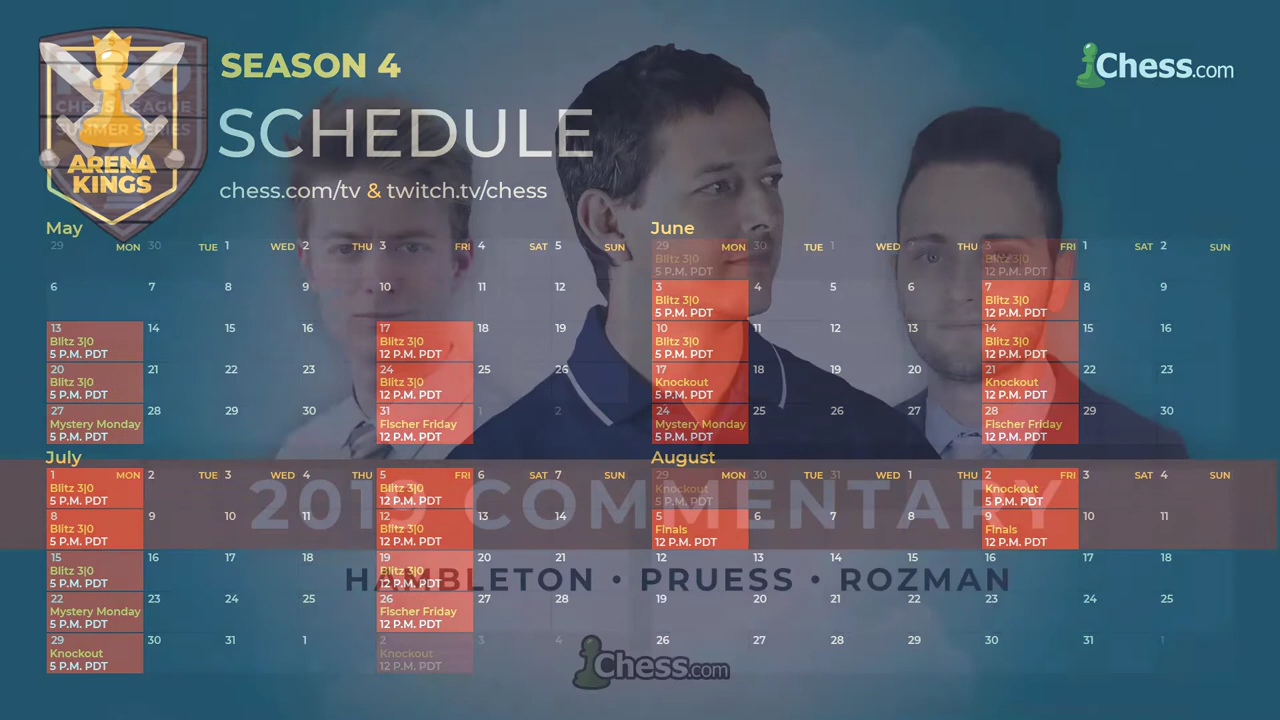 SEASON 4
Chess.com
SCHEDULE
CHESS LEAGUE
SUMMER SERIES
ARENA
KINGS
chess.com/tv & twitch.tv/chess
May
29 MON 30 TUE 1 WED 2 THU 3 FRI 4 SAT 5 SUN
6 7 8 9 10 11 12
13 14 15 16 17 18 19
Blitz 3|0 Blitz 3|0
5 P.M. PDT 12 P.M. PDT
20 21 22 23 24 25 26
Blitz 3|0 Blitz 3|0
5 P.M. PDT 12 P.M. PDT
27 28 29 30 31 1 2
Mystery Monday Fischer Friday
5 P.M. PDT 12 P.M. PDT
June
29 MON 30 TUE 1 WED 2 THU 3 FRI 1 SAT 2 SUN
Blitz 3|0 Blitz 3|0
5 P.M. PDT 12 P.M. PDT
3 4 5 6 7 8 9
Blitz 3|0 Blitz 3|0
5 P.M. PDT 12 P.M. PDT
10 11 12 13 14 15 16
Blitz 3|0 Blitz 3|0
5 P.M. PDT 12 P.M. PDT
17 18 19 20 21 22 23
Knockout Knockout
5 P.M. PDT 12 P.M. PDT
24 25 26 27 28 29 30
Mystery Monday Fischer Friday
5 P.M. PDT 12 P.M. PDT
July
1 MON 2 TUE 3 WED 4 THU 5 FRI 6 SAT 7 SUN
Blitz 3|0 Blitz 3|0
5 P.M. PDT 12 P.M. PDT
8 9 10 11 12 13 14
Blitz 3|0 Blitz 3|0
5 P.M. PDT 12 P.M. PDT
15 16 17 18 19 20 21
Blitz 3|0 Blitz 3|0
5 P.M. PDT 12 P.M. PDT
22 23 24 25 26 27 28
Mystery Monday Fischer Friday
5 P.M. PDT 12 P.M. PDT
29 30 31 1 2 3 4
Knockout Knockout
5 P.M. PDT 12 P.M. PDT
August
29 MON 30 TUE 31 WED 1 THU 2 FRI 3 SAT 4 SUN
Knockout Knockout
5 P.M. PDT 5 P.M. PDT
5 6 7 8 9 10 11
Finals Finals
12 P.M. PDT 12 P.M. PDT
12 13 14 15 16 17 18
19 20 21 22 23 24 25
26 27 28 29 30 31 1
2019 COMMENTARY
HAMBLETON • PRUESS • ROZMAN
Chess.com